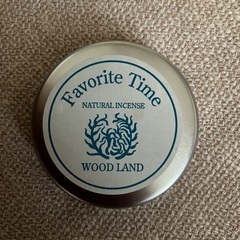 Favorite Time
NATURAL INCENSE
WOOD LAND